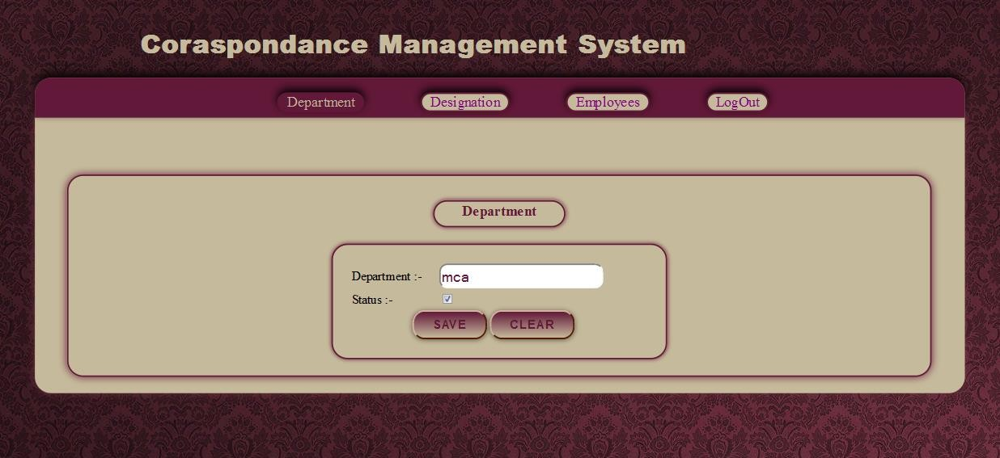 Coraspondance Management System
Department Designation Employees LogOut
Department
Department :- mca
Status :-
SAVE CLEAR